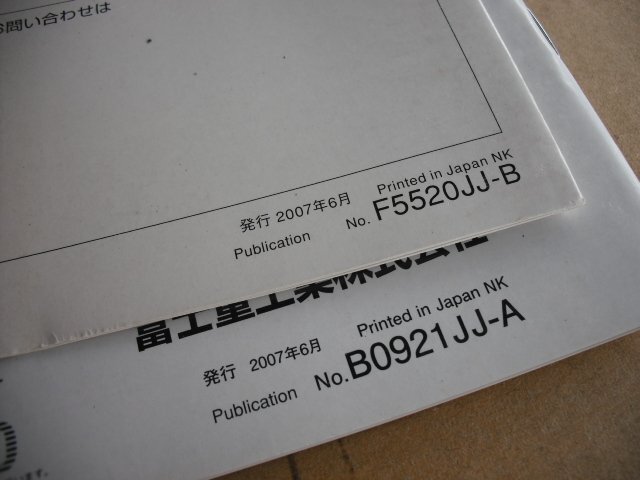 お問い合わせは
発行 2007年6月 Printed in Japan NK
Publication No. F5520JJ-B
富士重工業株式会社
発行 2007年6月 Printed in Japan NK
Publication No. B0921JJ-A